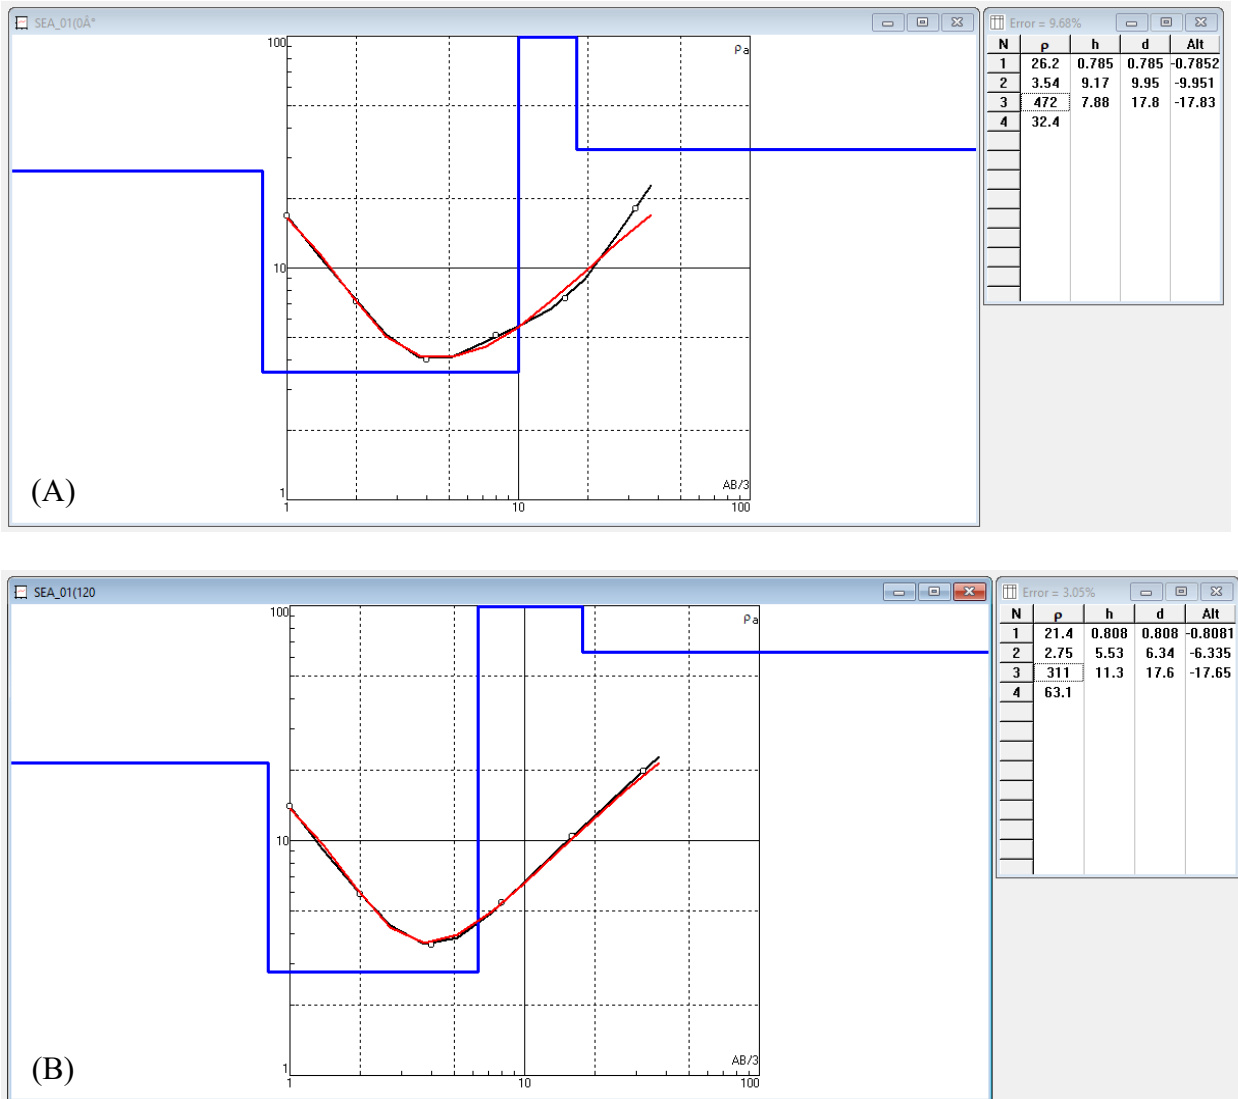 SEA_01(0Â°
Error = 9.68%
N ρ h d Alt
1 26.2 0.785 0.785 -0.7852
2 3.54 9.17 9.95 -9.951
3 472 7.88 17.8 -17.83
4 32.4
100
ρa
10
1
AB/3
1 10 100
(A)
SEA_01(120
Error = 3.05%
N ρ h d Alt
1 21.4 0.808 0.808 -0.8081
2 2.75 5.53 6.34 -6.335
3 311 11.3 17.6 -17.65
4 63.1
100
ρa
10
AB/3
1
1 10 100
(B)